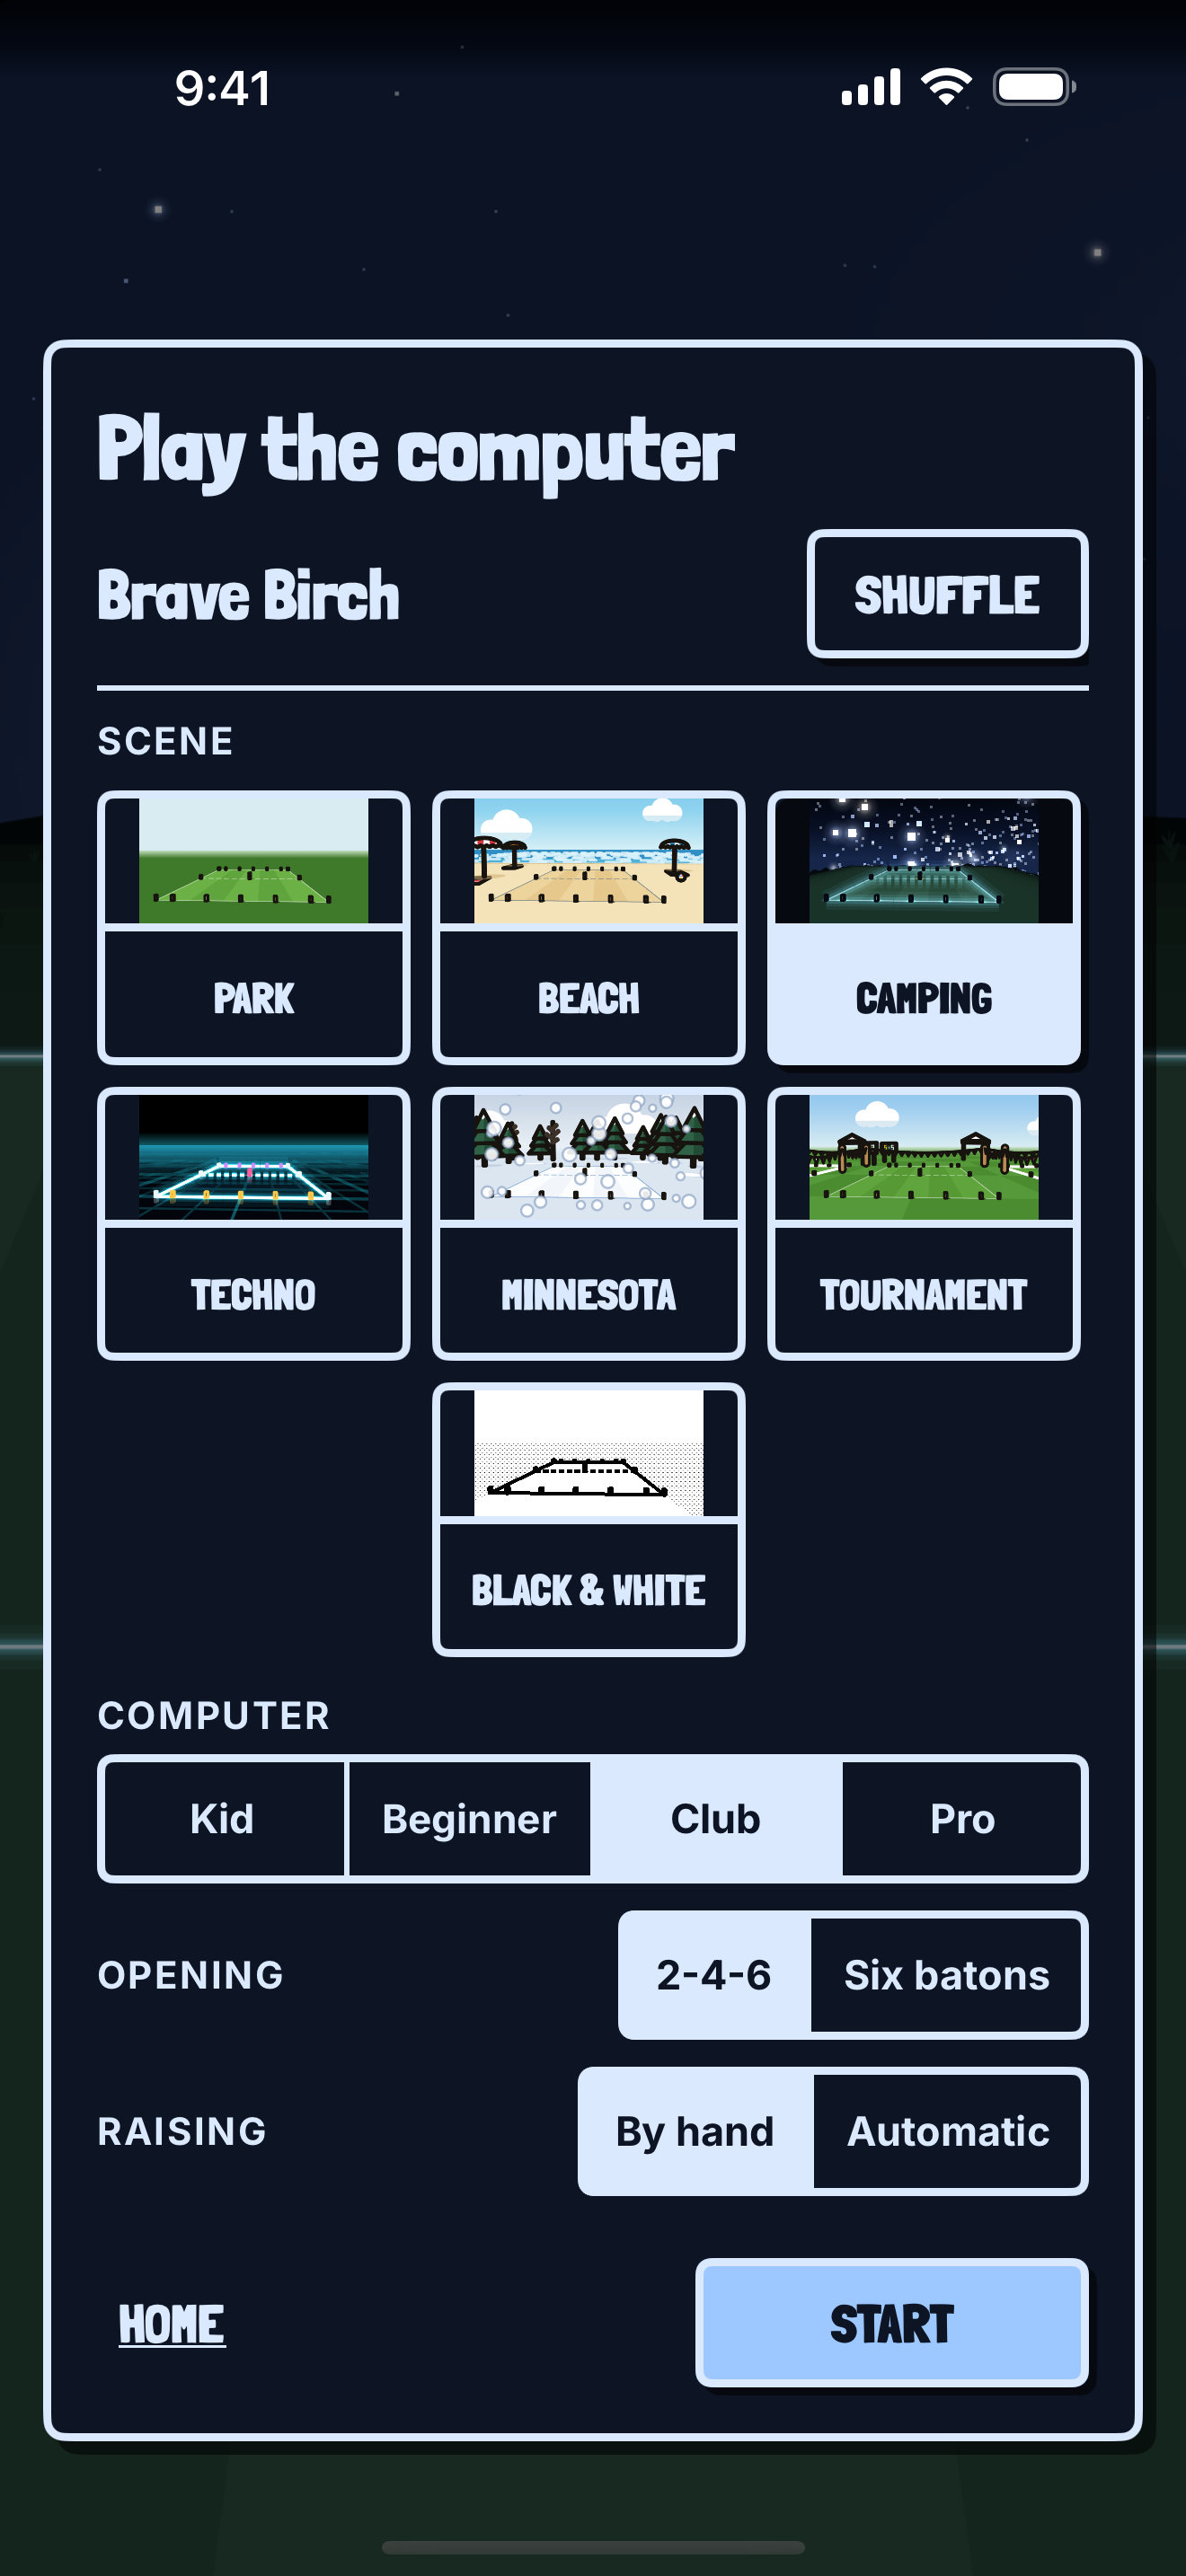 9:41
Play the computer
Brave Birch
SHUFFLE
SCENE
PARK
BEACH
CAMPING
TECHNO
MINNESOTA
TOURNAMENT
BLACK & WHITE
COMPUTER
Kid
Beginner
Club
Pro
OPENING
2-4-6
Six batons
RAISING
By hand
Automatic
HOME
START